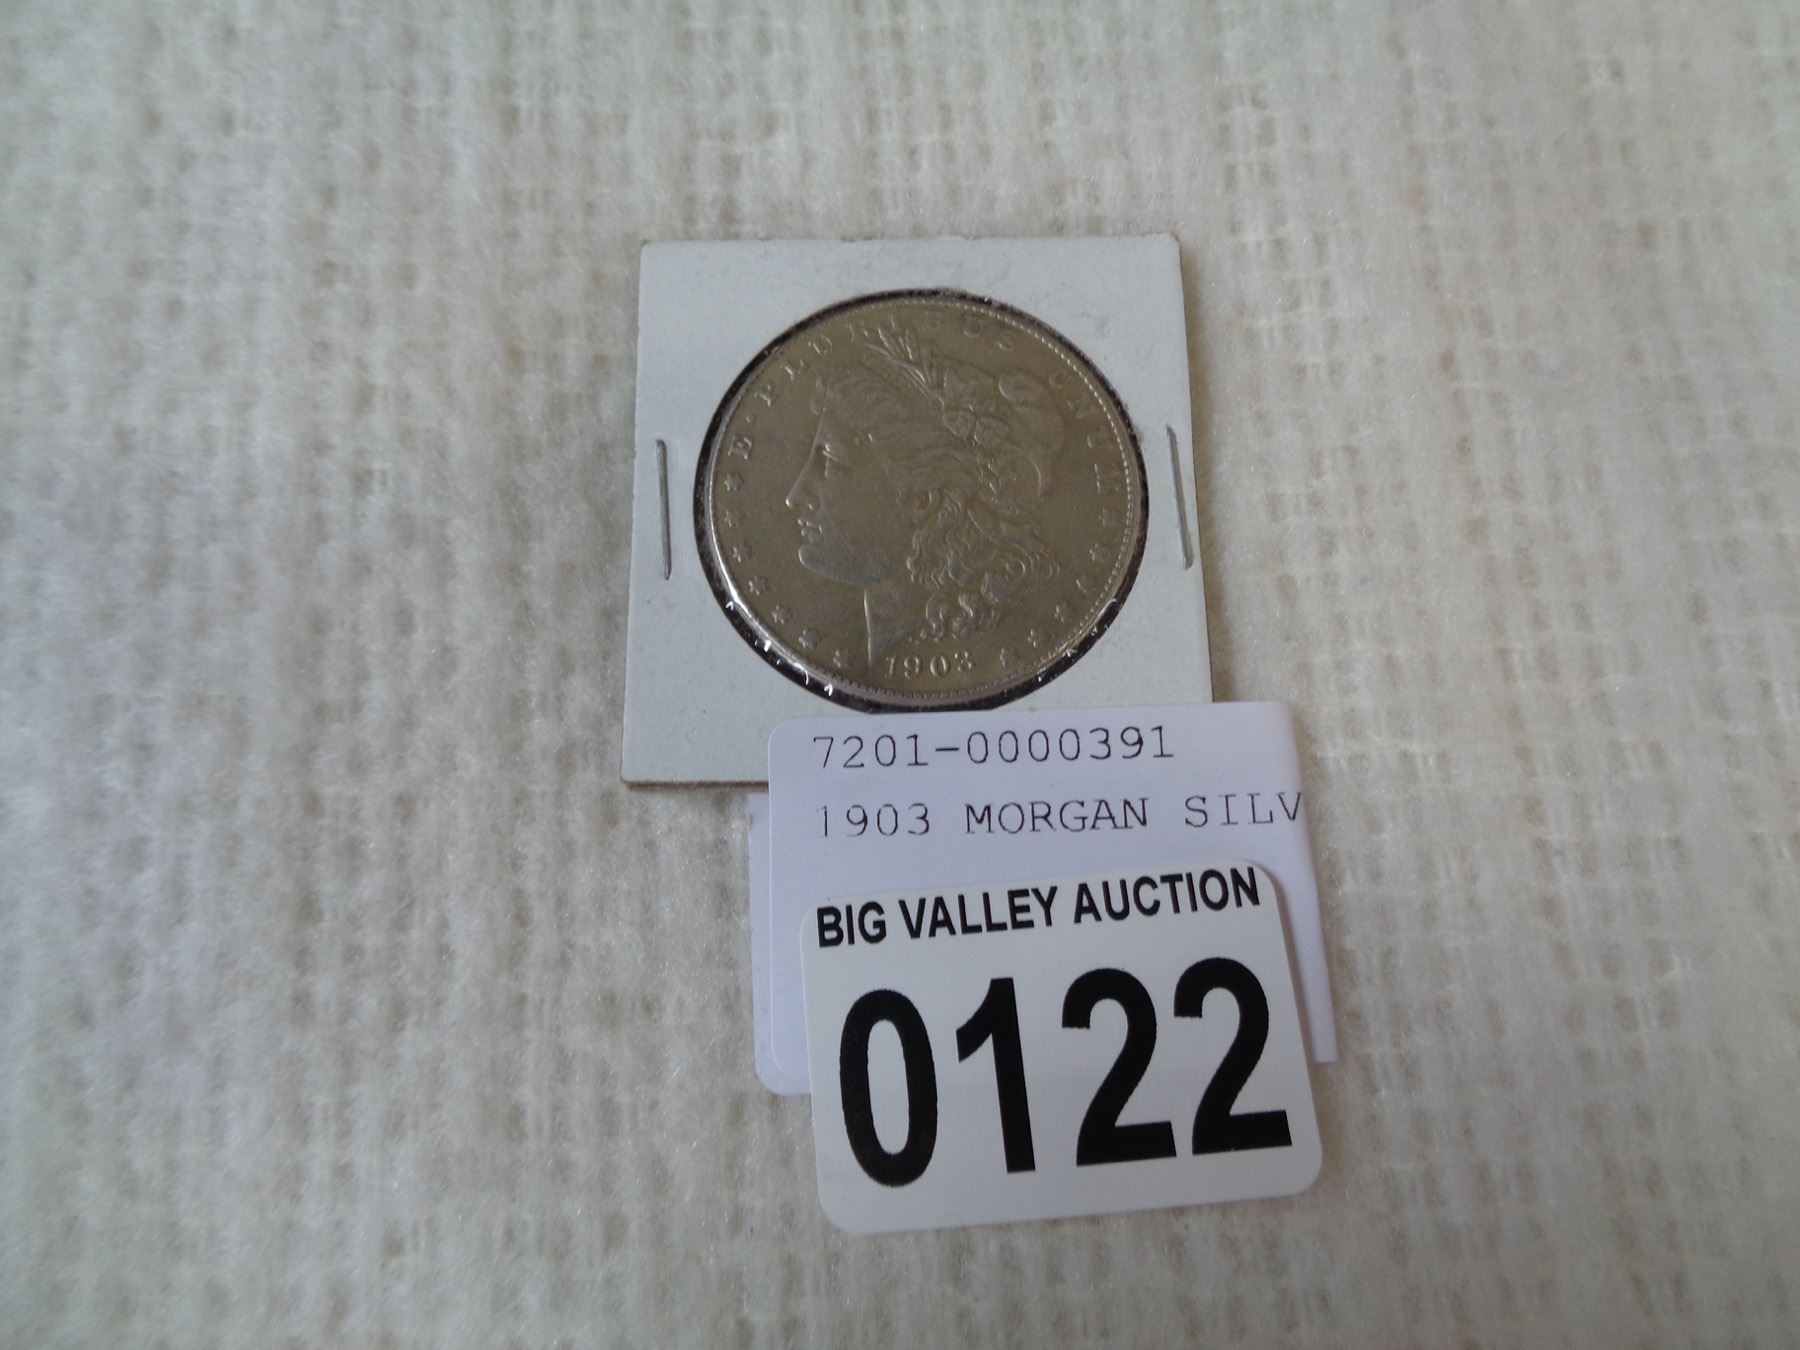 E·PLURIBUS UNUM
1903
7201-0000391
1903 MORGAN SILV
BIG VALLEY AUCTION
0122